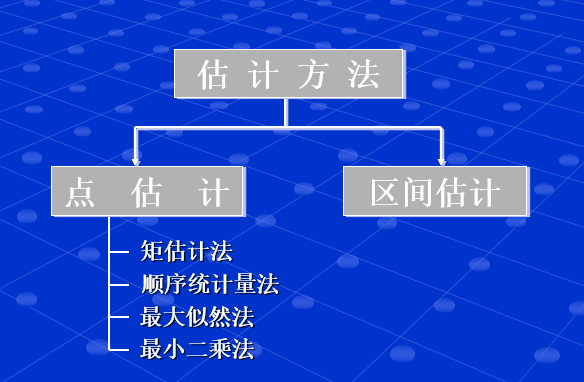 估计方法
点估计
区间估计
矩估计法
顺序统计量法
最大似然法
最小二乘法